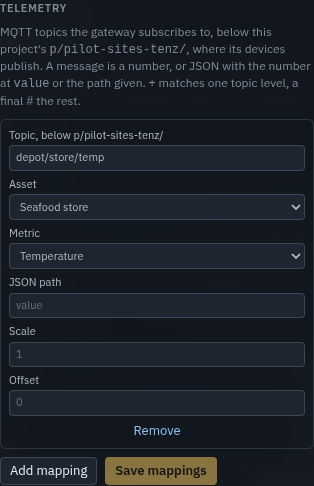 TELEMETRY
MQTT topics the gateway subscribes to, below this
project's p/pilot-sites-tenz/, where its devices
publish. A message is a number, or JSON with the number
at value or the path given. + matches one topic level, a
final # the rest.
Topic, below p/pilot-sites-tenz/
depot/store/temp
Asset
Seafood store
Metric
Temperature
JSON path
value
Scale
1
Offset
0
Remove
Add mapping Save mappings